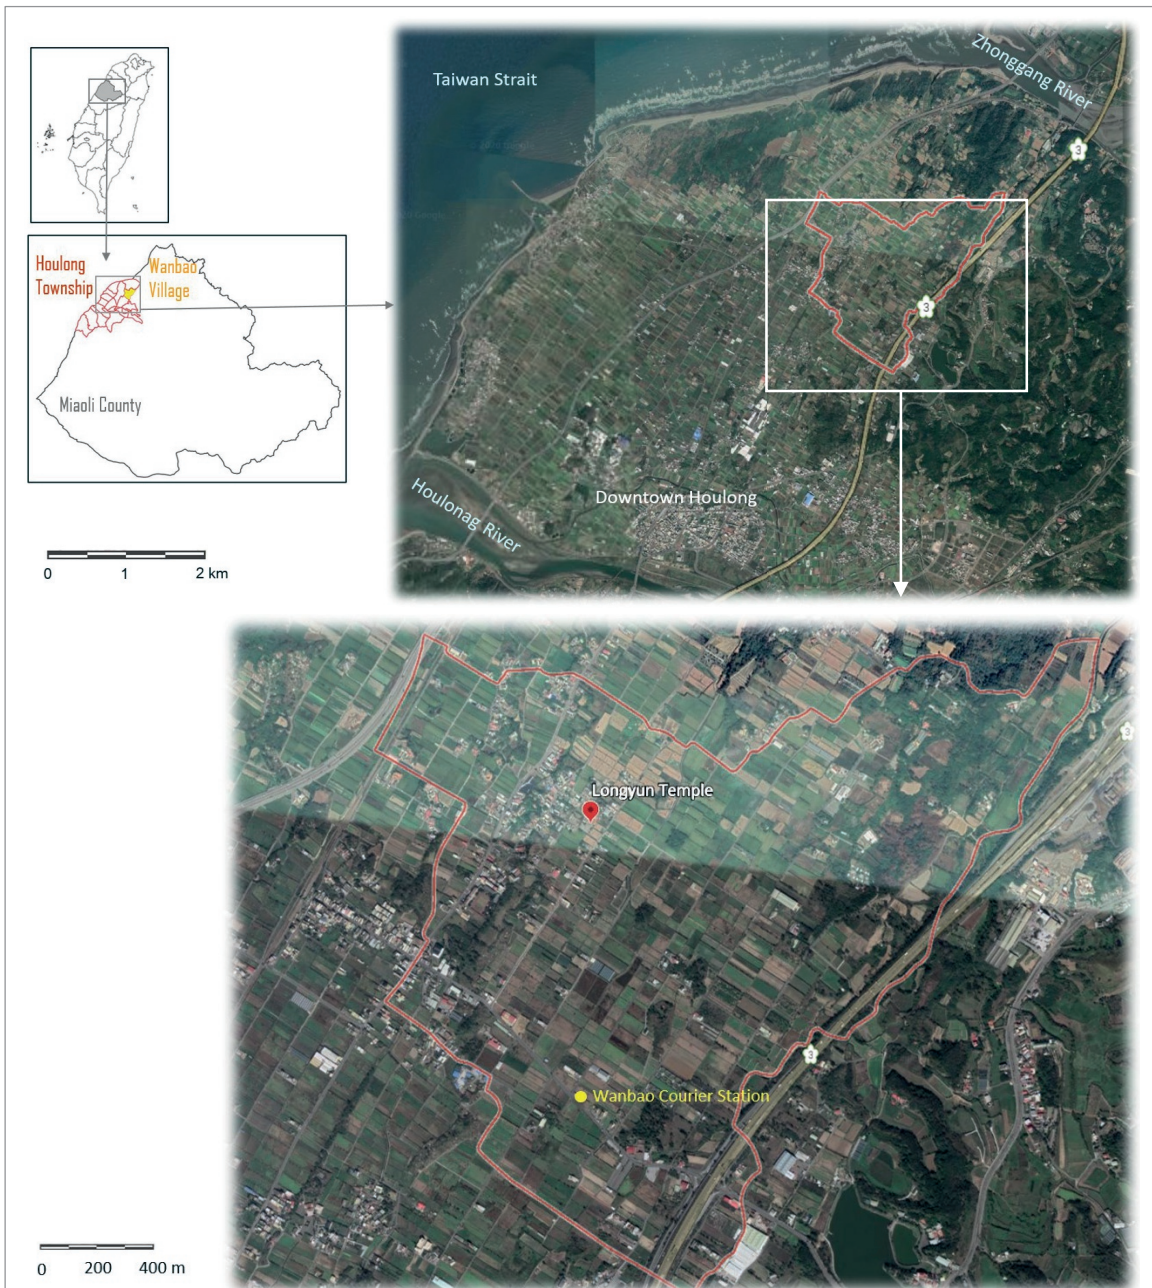 Taiwan Strait
Zhonggang River
3
Houlong
Township
Wanbao
Village
3
Miaoli County
Downtown Houlong
Houlonag River
0 1 2 km
Longyun Temple
3
3
Wanbao Courier Station
0 200 400 m